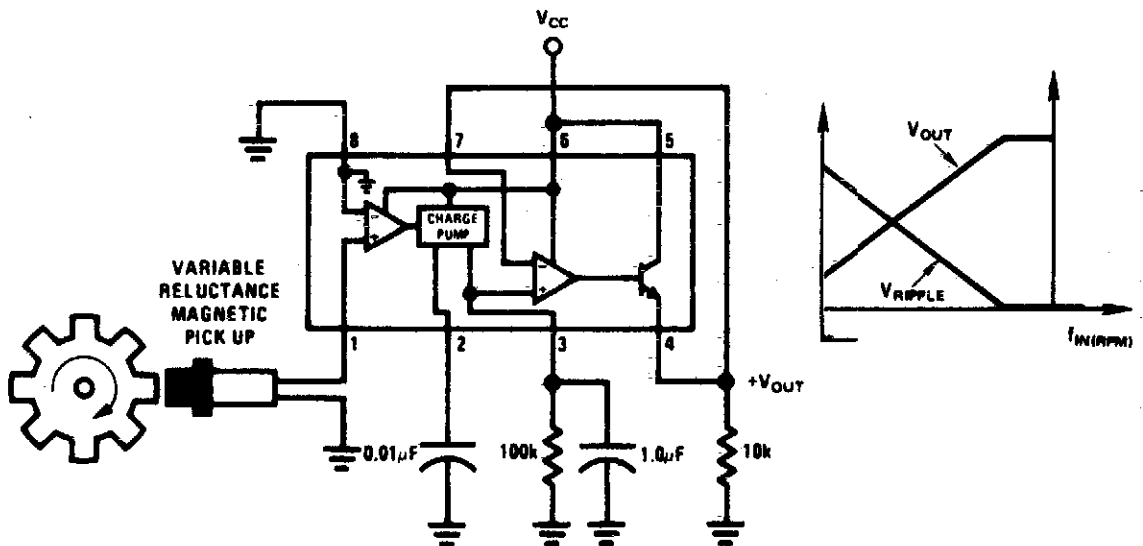 VCC
8
7
6
5
CHARGE
PUMP
−
+
−
+
VARIABLE
RELUCTANCE
MAGNETIC
PICK UP
1
2
3
4
+VOUT
0.01μF
100k
1.0μF
10k
VOUT
VRIPPLE
fIN(RPM)